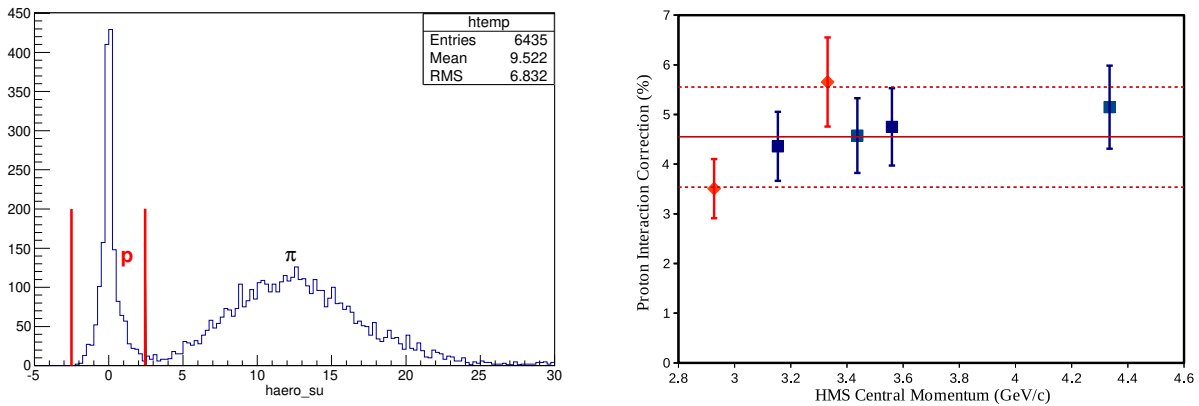 htemp
Entries 6435
Mean 9.522
RMS 6.832
450
400
350
300
250
200
150
100
50
0
p
π
-5 0 5 10 15 20 25 30
haero_su
7
6
5
4
3
2
1
0
Proton Interaction Correction (%)
2.8 3 3.2 3.4 3.6 3.8 4 4.2 4.4 4.6
HMS Central Momentum (GeV/c)